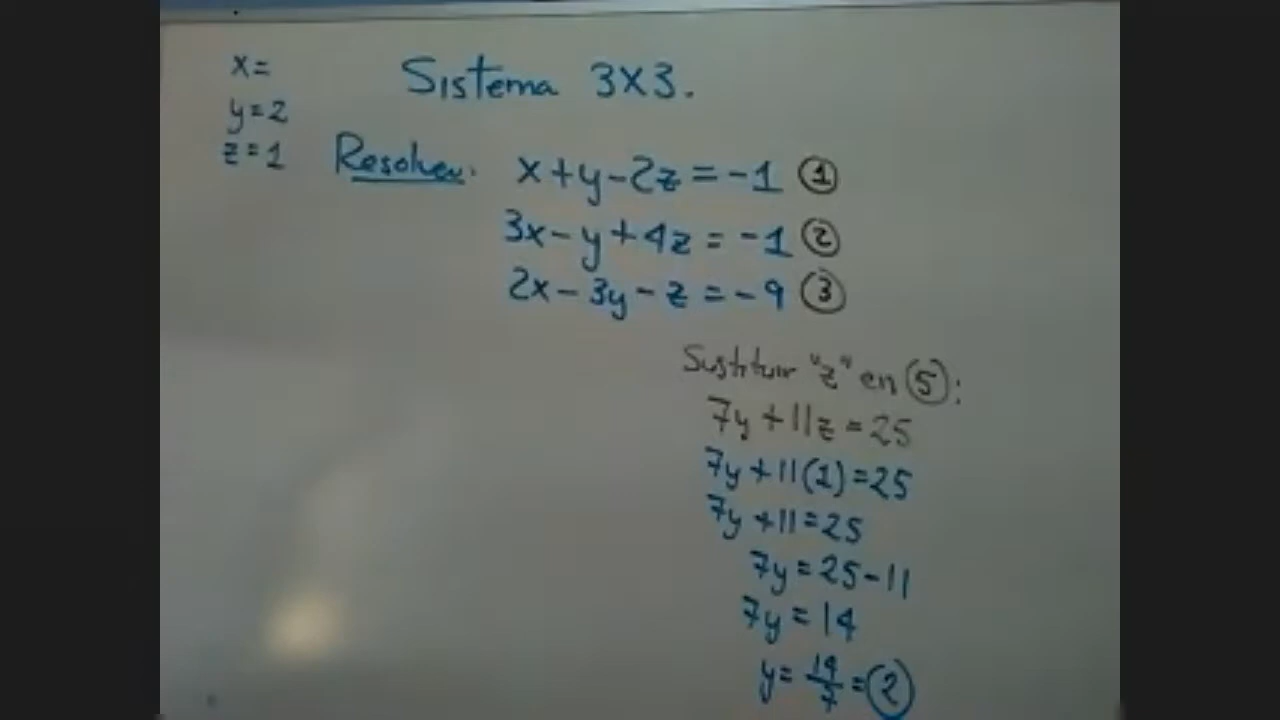 x=
y=2
z=1
Sistema 3X3.
Resolver: x+y-2z=-1 ①
3x-y+4z=-1 ②
2x-3y-z=-9 ③
Sustituir "z" en ⑤:
7y+11z=25
7y+11(1)=25
7y+11=25
7y=25-11
7y=14
y=14/7=②